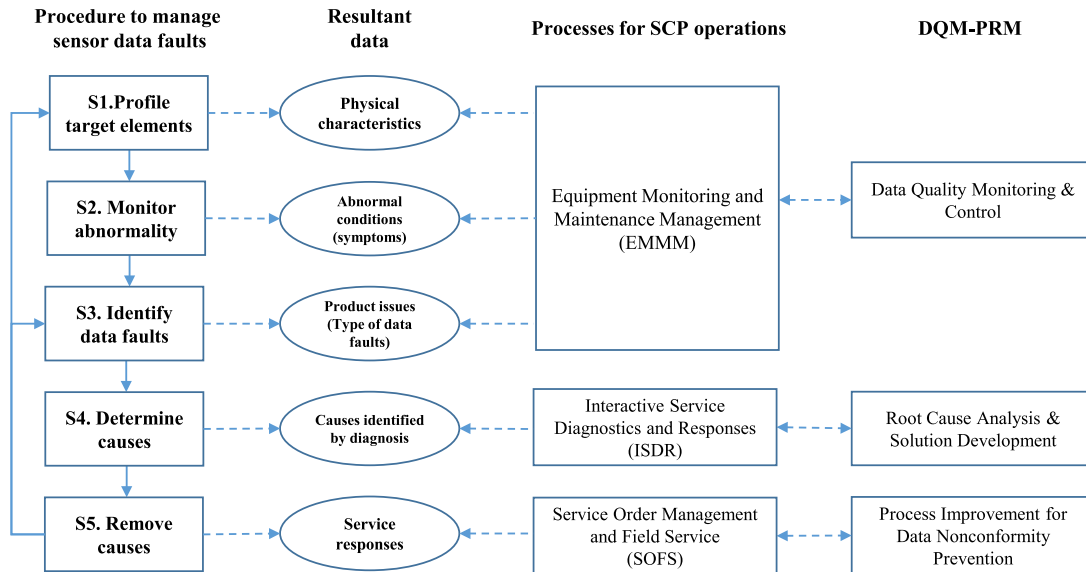 Procedure to manage
sensor data faults
Resultant
data
Processes for SCP operations
DQM-PRM
S1.Profile
target elements
Physical
characteristics
S2. Monitor
abnormality
Abnormal
conditions
(symptoms)
Equipment Monitoring and
Maintenance Management
(EMMM)
Data Quality Monitoring &
Control
S3. Identify
data faults
Product issues
(Type of data
faults)
S4. Determine
causes
Causes identified
by diagnosis
Interactive Service
Diagnostics and Responses
(ISDR)
Root Cause Analysis &
Solution Development
S5. Remove
causes
Service
responses
Service Order Management
and Field Service
(SOFS)
Process Improvement for
Data Nonconformity
Prevention